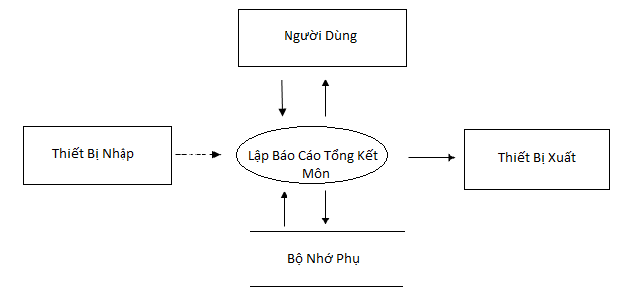 Người Dùng
Thiết Bị Nhập
Lập Báo Cáo Tổng Kết
Môn
Thiết Bị Xuất
Bộ Nhớ Phụ